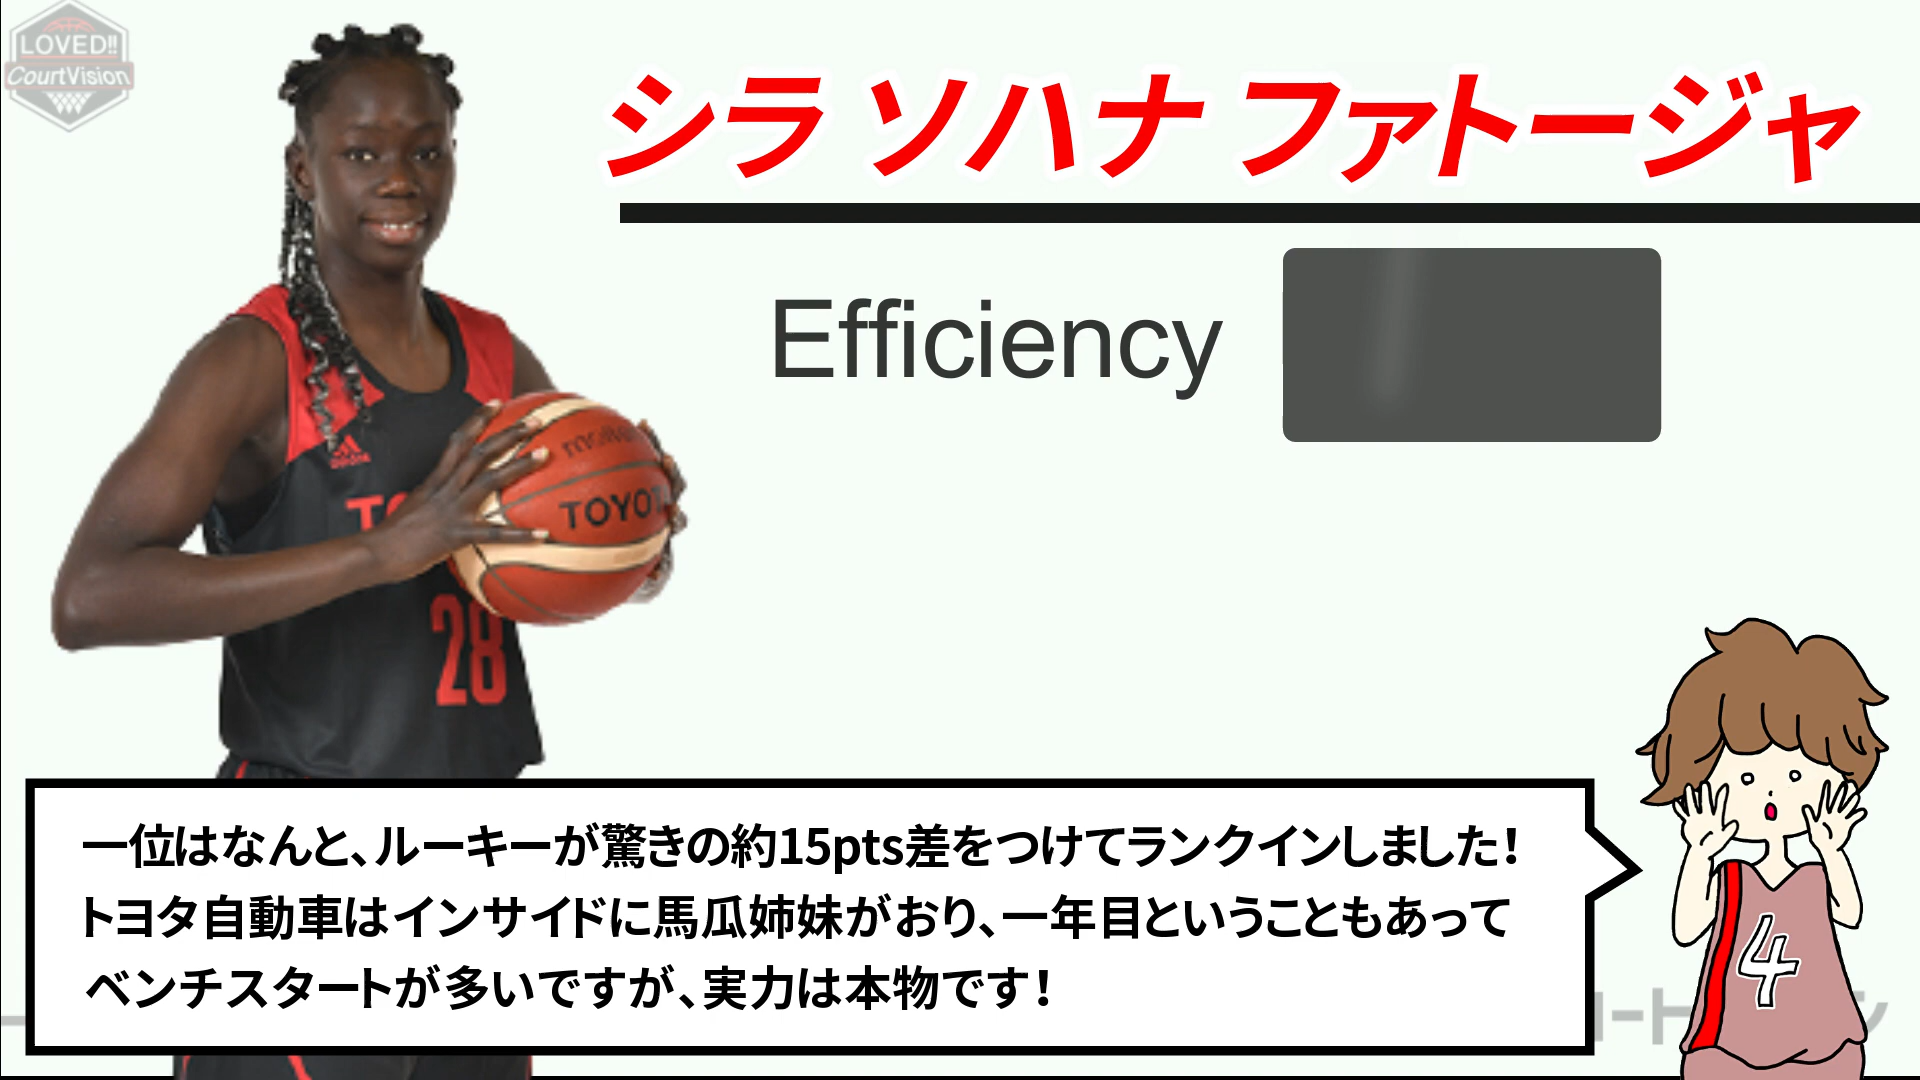 LOVED!!
CourtVision
シラ ソハナ ファトージャ
Efficiency
adidas
molten
TOYOT
28
一位はなんと、ルーキーが驚きの約15pts差をつけてランクインしました!
トヨタ自動車はインサイドに馬瓜姉妹がおり、一年目ということもあって
ベンチスタートが多いですが、実力は本物です!
4